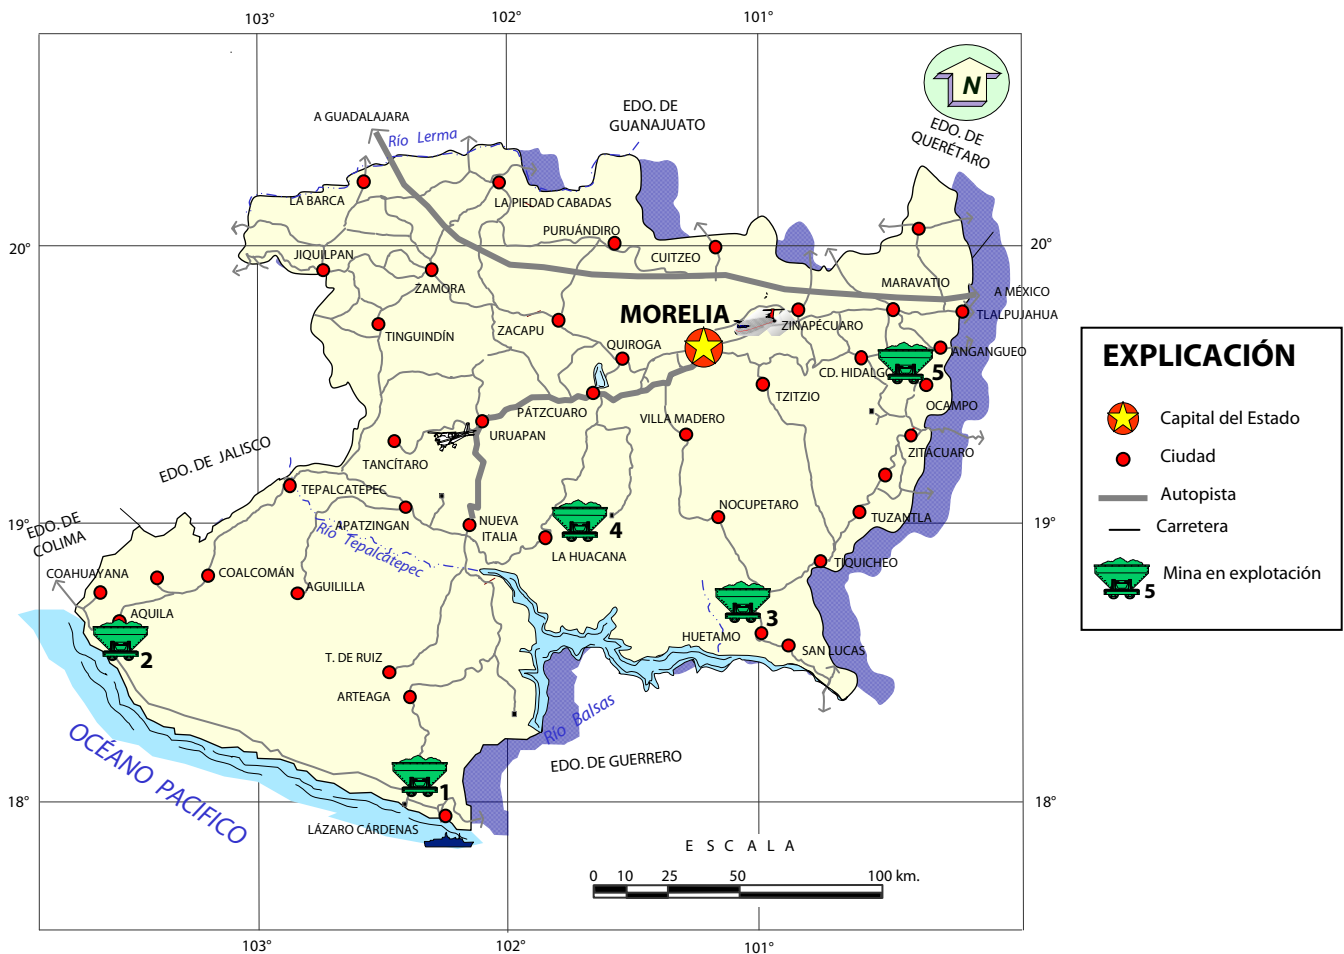 103°
102°
101°
N
A GUADALAJARA
Río Lerma
EDO. DE
GUANAJUATO
EDO. DE
QUERÉTARO
LA BARCA
LA PIEDAD CABADAS
PURUÁNDIRO
CUITZEO
20°
20°
JIQUILPAN
ZAMORA
MARAVATIO
A MÉXICO
TLALPUJAHUA
TINGUINDÍN
ZACAPU
MORELIA
ZINAPÉCUARO
QUIROGA
ANGANGUEO
CD. HIDALGO
5
TZITZIO
OCAMPO
PÁTZCUARO
VILLA MADERO
URUAPAN
ZITÁCUARO
TANCÍTARO
EDO. DE JALISCO
TEPALCATEPEC
NOCUPETARO
TUZANTLA
19°
19°
EDO. DE
COLIMA
APATZINGAN
NUEVA
ITALIA
4
Río Tepalcatepec
LA HUACANA
TIQUICHEO
COAHUAYANA
COALCOMÁN
AGUILILLA
AQUILA
2
3
HUETAMO
SAN LUCAS
T. DE RUIZ
ARTEAGA
Río Balsas
EDO. DE GUERRERO
OCÉANO PACIFICO
1
18°
18°
LÁZARO CÁRDENAS
E S C A L A
0 10 25 50 100 km.
103°
102°
101°
EXPLICACIÓN
Capital del Estado
Ciudad
Autopista
Carretera
Mina en explotación
5